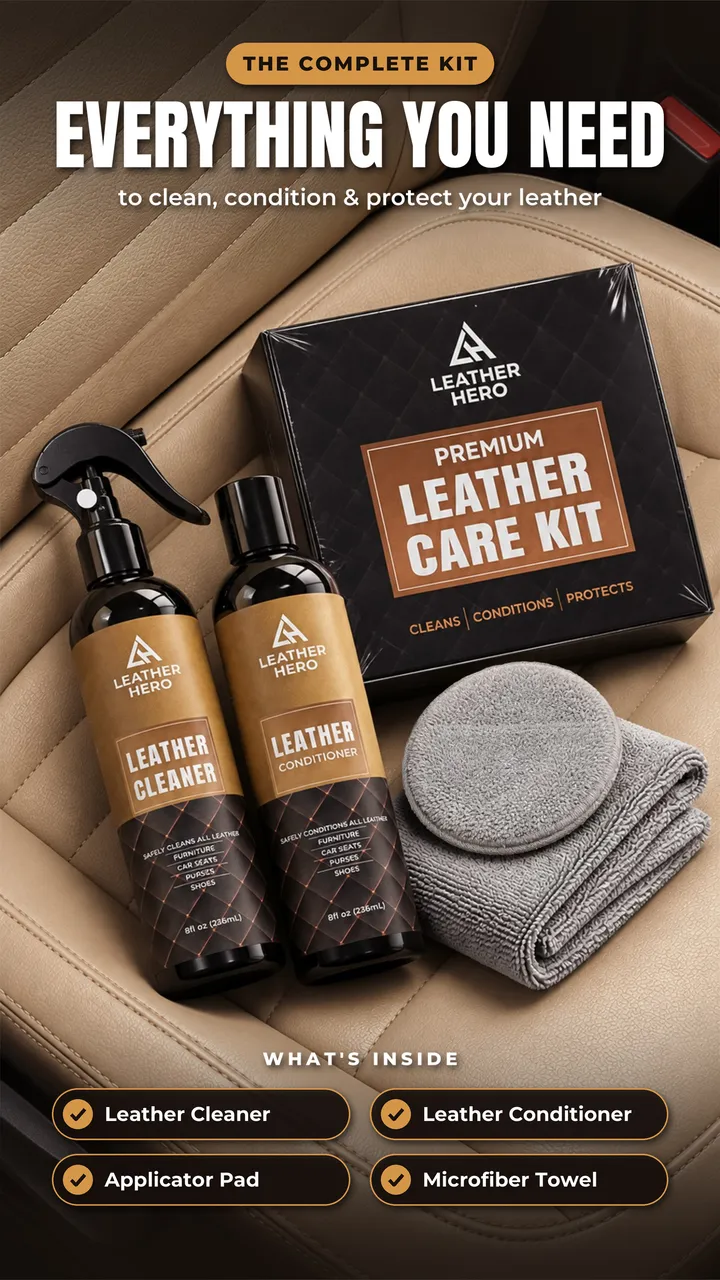 THE COMPLETE KIT
EVERYTHING YOU NEED
to clean, condition & protect your leather
LEATHER
HERO
PREMIUM
LEATHER
CARE KIT
CLEANS | CONDITIONS | PROTECTS
LEATHER
HERO
LEATHER
CLEANER
SAFELY CLEANS ALL LEATHER
FURNITURE
CAR SEATS
PURSES
SHOES
8fl oz (236mL)
LEATHER
HERO
LEATHER
CONDITIONER
SAFELY CONDITIONS ALL LEATHER
FURNITURE
CAR SEATS
PURSES
SHOES
8fl oz (236mL)
WHAT'S INSIDE
Leather Cleaner
Leather Conditioner
Applicator Pad
Microfiber Towel